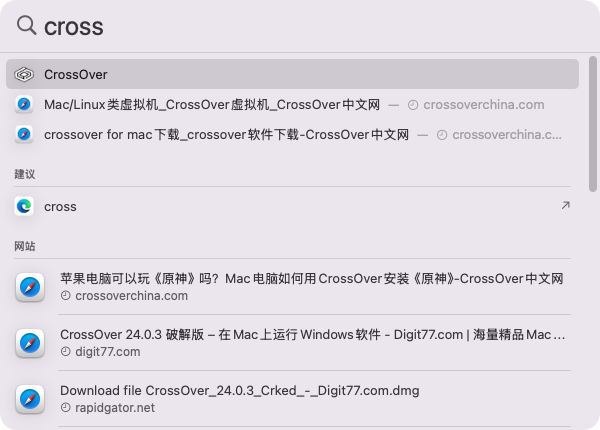 cross
CrossOver
Mac/Linux类虚拟机_CrossOver虚拟机_CrossOver中文网 — crossoverchina.com
crossover for mac下载_crossover软件下载-CrossOver中文网 — crossoverchina.c...
建议
cross
网站
苹果电脑可以玩《原神》吗？Mac电脑如何用CrossOver安装《原神》-CrossOver中文网
crossoverchina.com
CrossOver 24.0.3 破解版 – 在Mac上运行Windows软件 - Digit77.com | 海量精品Mac...
digit77.com
Download file CrossOver_24.0.3_Crked_-_Digit77.com.dmg
rapidgator.net